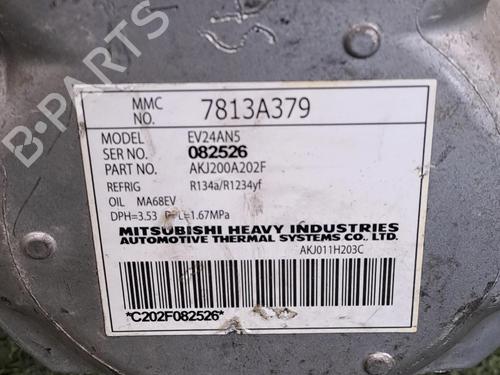 B-PARTS
MMC NO. 7813A379
MODEL EV24AN5
SER NO. 082526
PART NO. AKJ200A202F
REFRIG R134a/R1234yf
OIL MA68EV
DPH=3.53 DPL=1.67MPa
MITSUBISHI HEAVY INDUSTRIES
AUTOMOTIVE THERMAL SYSTEMS CO. LTD.
AKJ011H203C
*C202F082526*